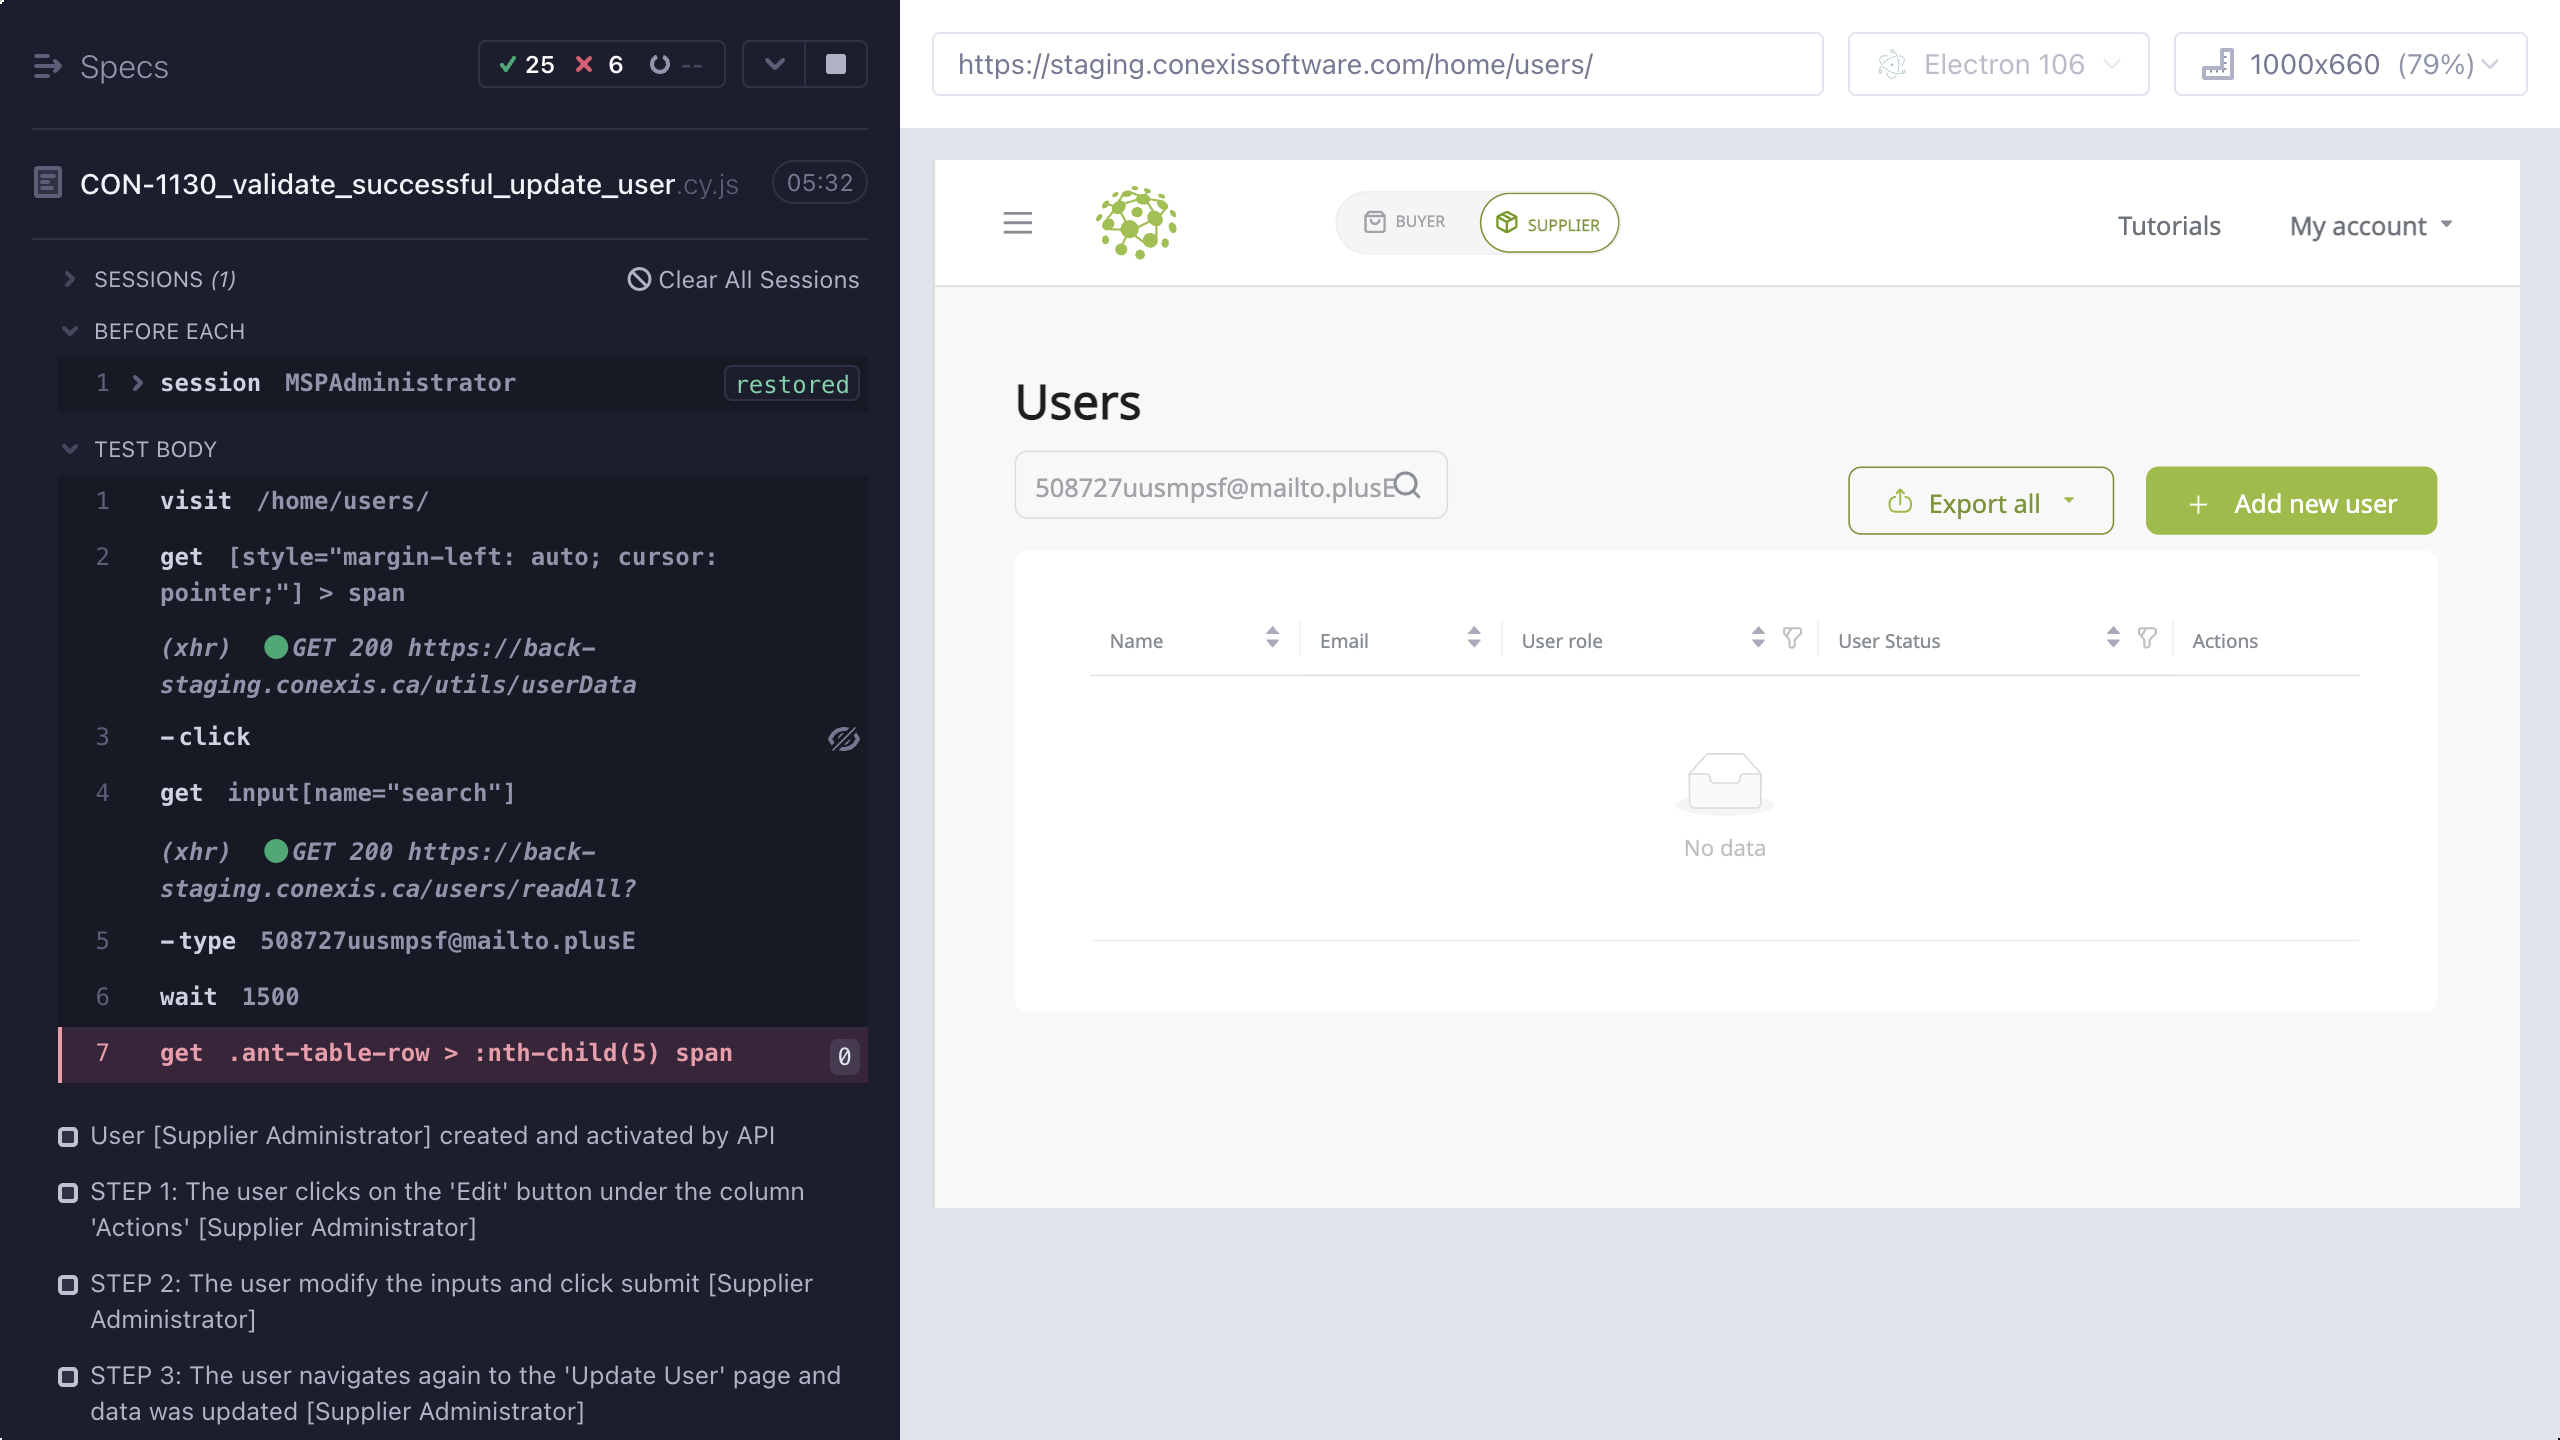 Specs
25 6 --
CON-1130_validate_successful_update_user.cy.js 05:32
SESSIONS (1) Clear All Sessions
BEFORE EACH
1 session MSPAdministrator restored
TEST BODY
1 visit /home/users/
2 get [style="margin-left: auto; cursor:
pointer;"] > span
(xhr) GET 200 https://back-
staging.conexis.ca/utils/userData
3 -click
4 get input[name="search"]
(xhr) GET 200 https://back-
staging.conexis.ca/users/readAll?
5 -type 508727uusmpsf@mailto.plusE
6 wait 1500
7 get .ant-table-row > :nth-child(5) span 0
User [Supplier Administrator] created and activated by API
STEP 1: The user clicks on the 'Edit' button under the column
'Actions' [Supplier Administrator]
STEP 2: The user modify the inputs and click submit [Supplier
Administrator]
STEP 3: The user navigates again to the 'Update User' page and
data was updated [Supplier Administrator]
https://staging.conexissoftware.com/home/users/ Electron 106 1000x660 (79%)
BUYER SUPPLIER Tutorials My account
Users
508727uusmpsf@mailto.plusE
Export all + Add new user
Name Email User role User Status Actions
No data